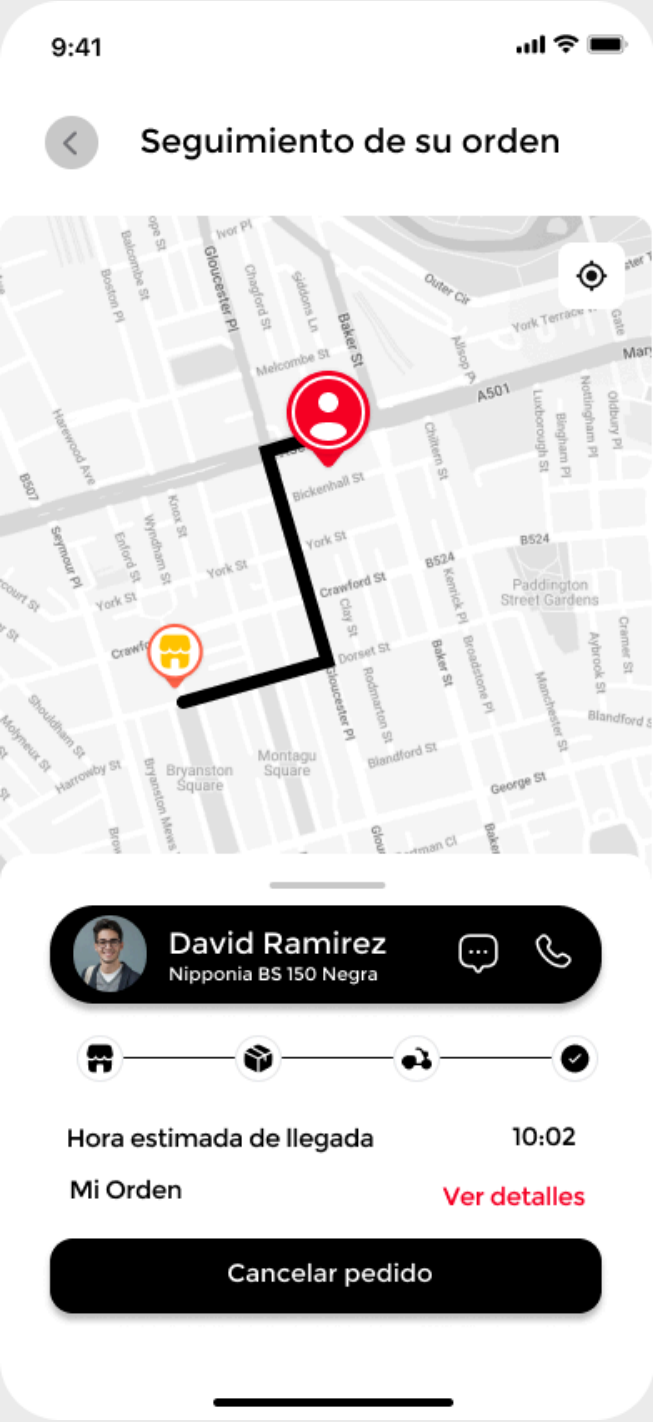 9:41
Seguimiento de su orden
Ivor Pl
Balcombe St
Boston Pl
Gloucester Pl
Chagford St
Siddons Ln
Baker St
Outer Cir
York Terrace
Gate
Melcombe St
Allsop Pl
A501
Luxborough St
Bingham Pl
Nottingham Pl
Oldbury Pl
Harewood Ave
B507
Chiltern St
Bickenhall St
Knox St
Wyndham St
Enford St
Seymour Pl
York St
York St
York St
B524
B524
Crawford St
Kenrick Pl
Paddington
Street Gardens
Clay St
Dorset St
Baker St
Broadstone Pl
Aybrook St
Cramer St
Rodmarton St
Gloucester Pl
Manchester St
Blandford S
Shouldham St
Molyneux St
Harrowby St
Bryanston Mews
Bryanston
Square
Montagu
Square
Blandford St
George St
David Ramirez
Nipponia BS 150 Negra
Hora estimada de llegada
10:02
Mi Orden
Ver detalles
Cancelar pedido